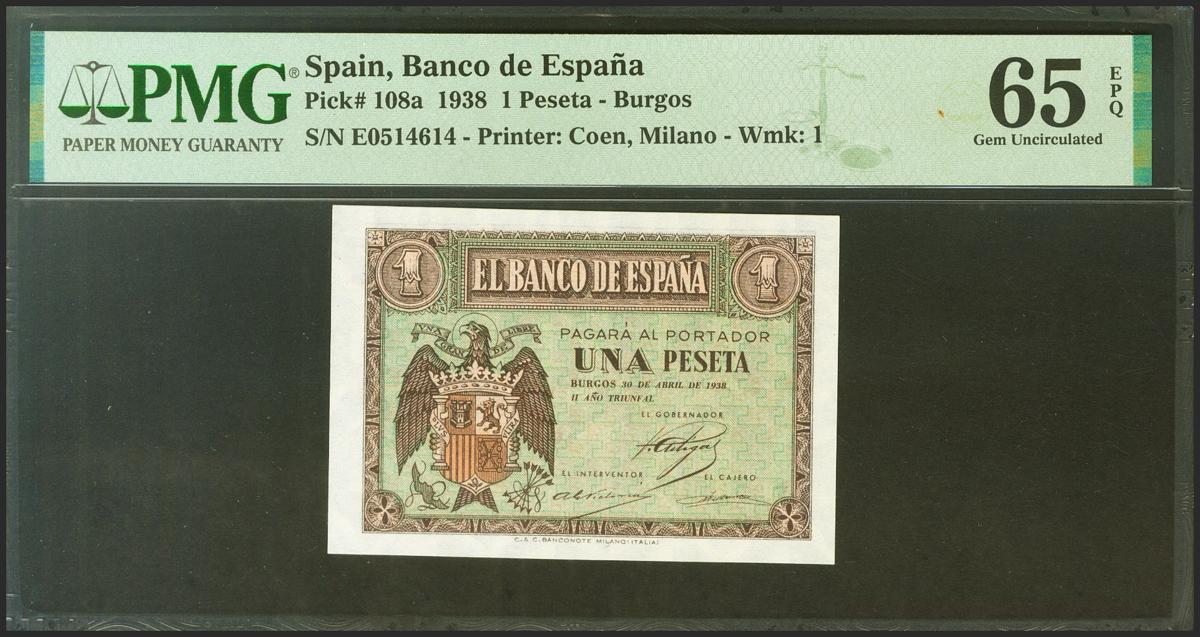 PMG®
PAPER MONEY GUARANTY
Spain, Banco de España
Pick# 108a 1938 1 Peseta - Burgos
S/N E0514614 - Printer: Coen, Milano - Wmk: 1
65 EPQ
Gem Uncirculated
1 EL BANCO DE ESPAÑA 1
UNA GRANDE LIBRE
PAGARÁ AL PORTADOR
UNA PESETA
BURGOS 30 DE ABRIL DE 1938
II AÑO TRIUNFAL
EL GOBERNADOR
EL INTERVENTOR
EL CAJERO
C. & C. BANCONOTE MILANO (ITALIA)